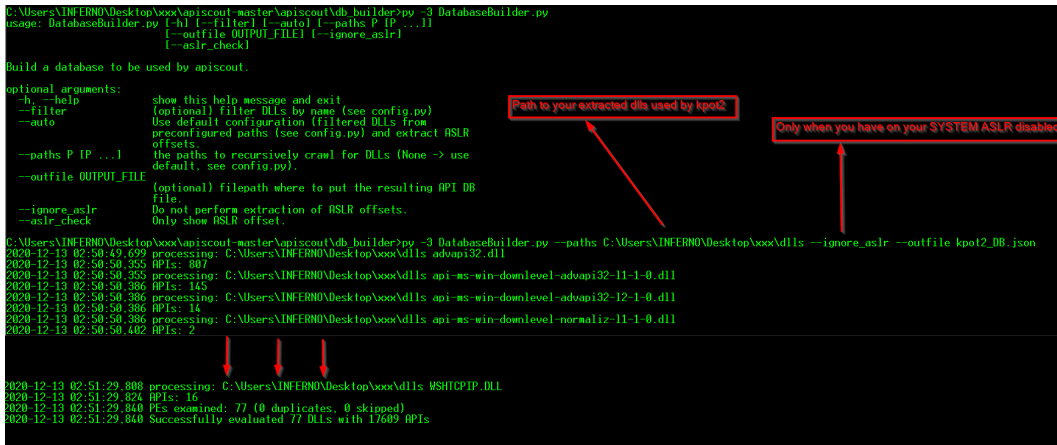 C:\Users\INFERNO\Desktop\xxx\apiscout-master\apiscout\db_builder>py -3 DatabaseBuilder.py
usage: DatabaseBuilder.py [-h] [--filter] [--auto] [--paths P [P ...]]
[--outfile OUTPUT_FILE] [--ignore_aslr]
[--aslr_check]
Build a database to be used by apiscout.
optional arguments:
-h, --help show this help message and exit
--filter (optional) filter DLLs by name (see config.py)
--auto Use default configuration (filtered DLLs from
preconfigured paths (see config.py) and extract ASLR
offsets.
--paths P [P ...] the paths to recursively crawl for DLLs (None -> use
default, see config.py).
--outfile OUTPUT_FILE
(optional) filepath where to put the resulting API DB
file.
--ignore_aslr Do not perform extraction of ASLR offsets.
--aslr_check Only show ASLR offset.
Path to your extracted dlls used by kpot2
Only when you have on your SYSTEM ASLR disabled
C:\Users\INFERNO\Desktop\xxx\apiscout-master\apiscout\db_builder>py -3 DatabaseBuilder.py --paths C:\Users\INFERNO\Desktop\xxx\dlls --ignore_aslr --outfile kpot2_DB.json
2020-12-13 02:50:49,699 processing: C:\Users\INFERNO\Desktop\xxx\dlls advapi32.dll
2020-12-13 02:50:50,355 APIs: 807
2020-12-13 02:50:50,355 processing: C:\Users\INFERNO\Desktop\xxx\dlls api-ms-win-downlevel-advapi32-l1-1-0.dll
2020-12-13 02:50:50,386 APIs: 145
2020-12-13 02:50:50,386 processing: C:\Users\INFERNO\Desktop\xxx\dlls api-ms-win-downlevel-advapi32-l2-1-0.dll
2020-12-13 02:50:50,386 APIs: 14
2020-12-13 02:50:50,386 processing: C:\Users\INFERNO\Desktop\xxx\dlls api-ms-win-downlevel-normaliz-l1-1-0.dll
2020-12-13 02:50:50,402 APIs: 2
2020-12-13 02:51:29,808 processing: C:\Users\INFERNO\Desktop\xxx\dlls WSHTCPIP.DLL
2020-12-13 02:51:29,824 APIs: 16
2020-12-13 02:51:29,840 PEs examined: 77 (0 duplicates, 0 skipped)
2020-12-13 02:51:29,840 Successfully evaluated 77 DLLs with 17609 APIs